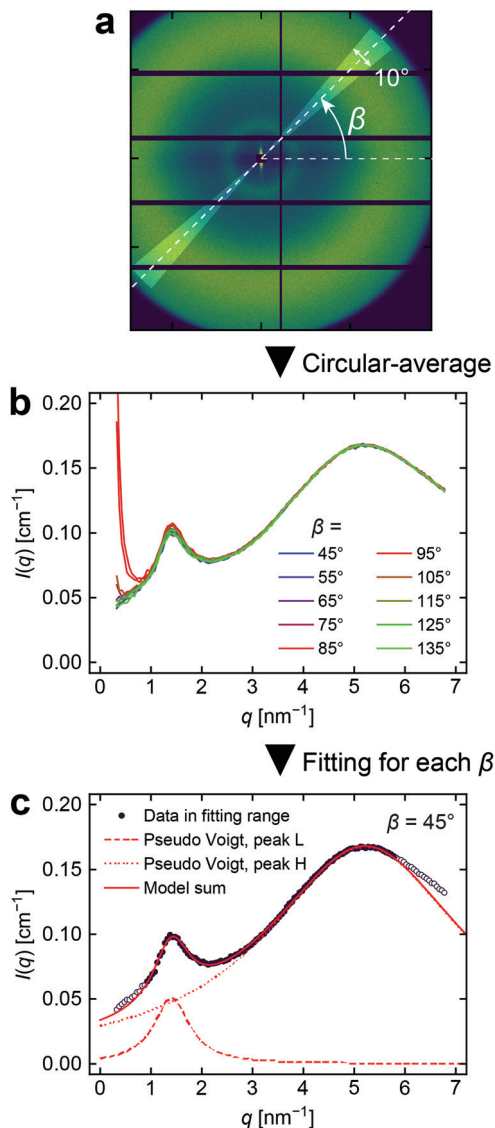 a
10°
β
Circular-average
b
0.20
0.15
0.10
0.05
0.00
I(q) [cm⁻¹]
β =
45° 95°
55° 105°
65° 115°
75° 125°
85° 135°
0 1 2 3 4 5 6 7
q [nm⁻¹]
Fitting for each β
c
0.20
0.15
0.10
0.05
0.00
I(q) [cm⁻¹]
Data in fitting range
Pseudo Voigt, peak L
Pseudo Voigt, peak H
Model sum
β = 45°
0 1 2 3 4 5 6 7
q [nm⁻¹]